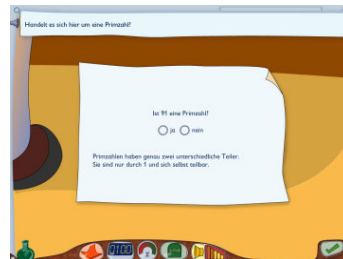 Handelt es sich hier um eine Primzahl?
Ist 91 eine Primzahl?
ja nein
Primzahlen haben genau zwei unterschiedliche Teiler.
Sie sind nur durch 1 und sich selbst teilbar.